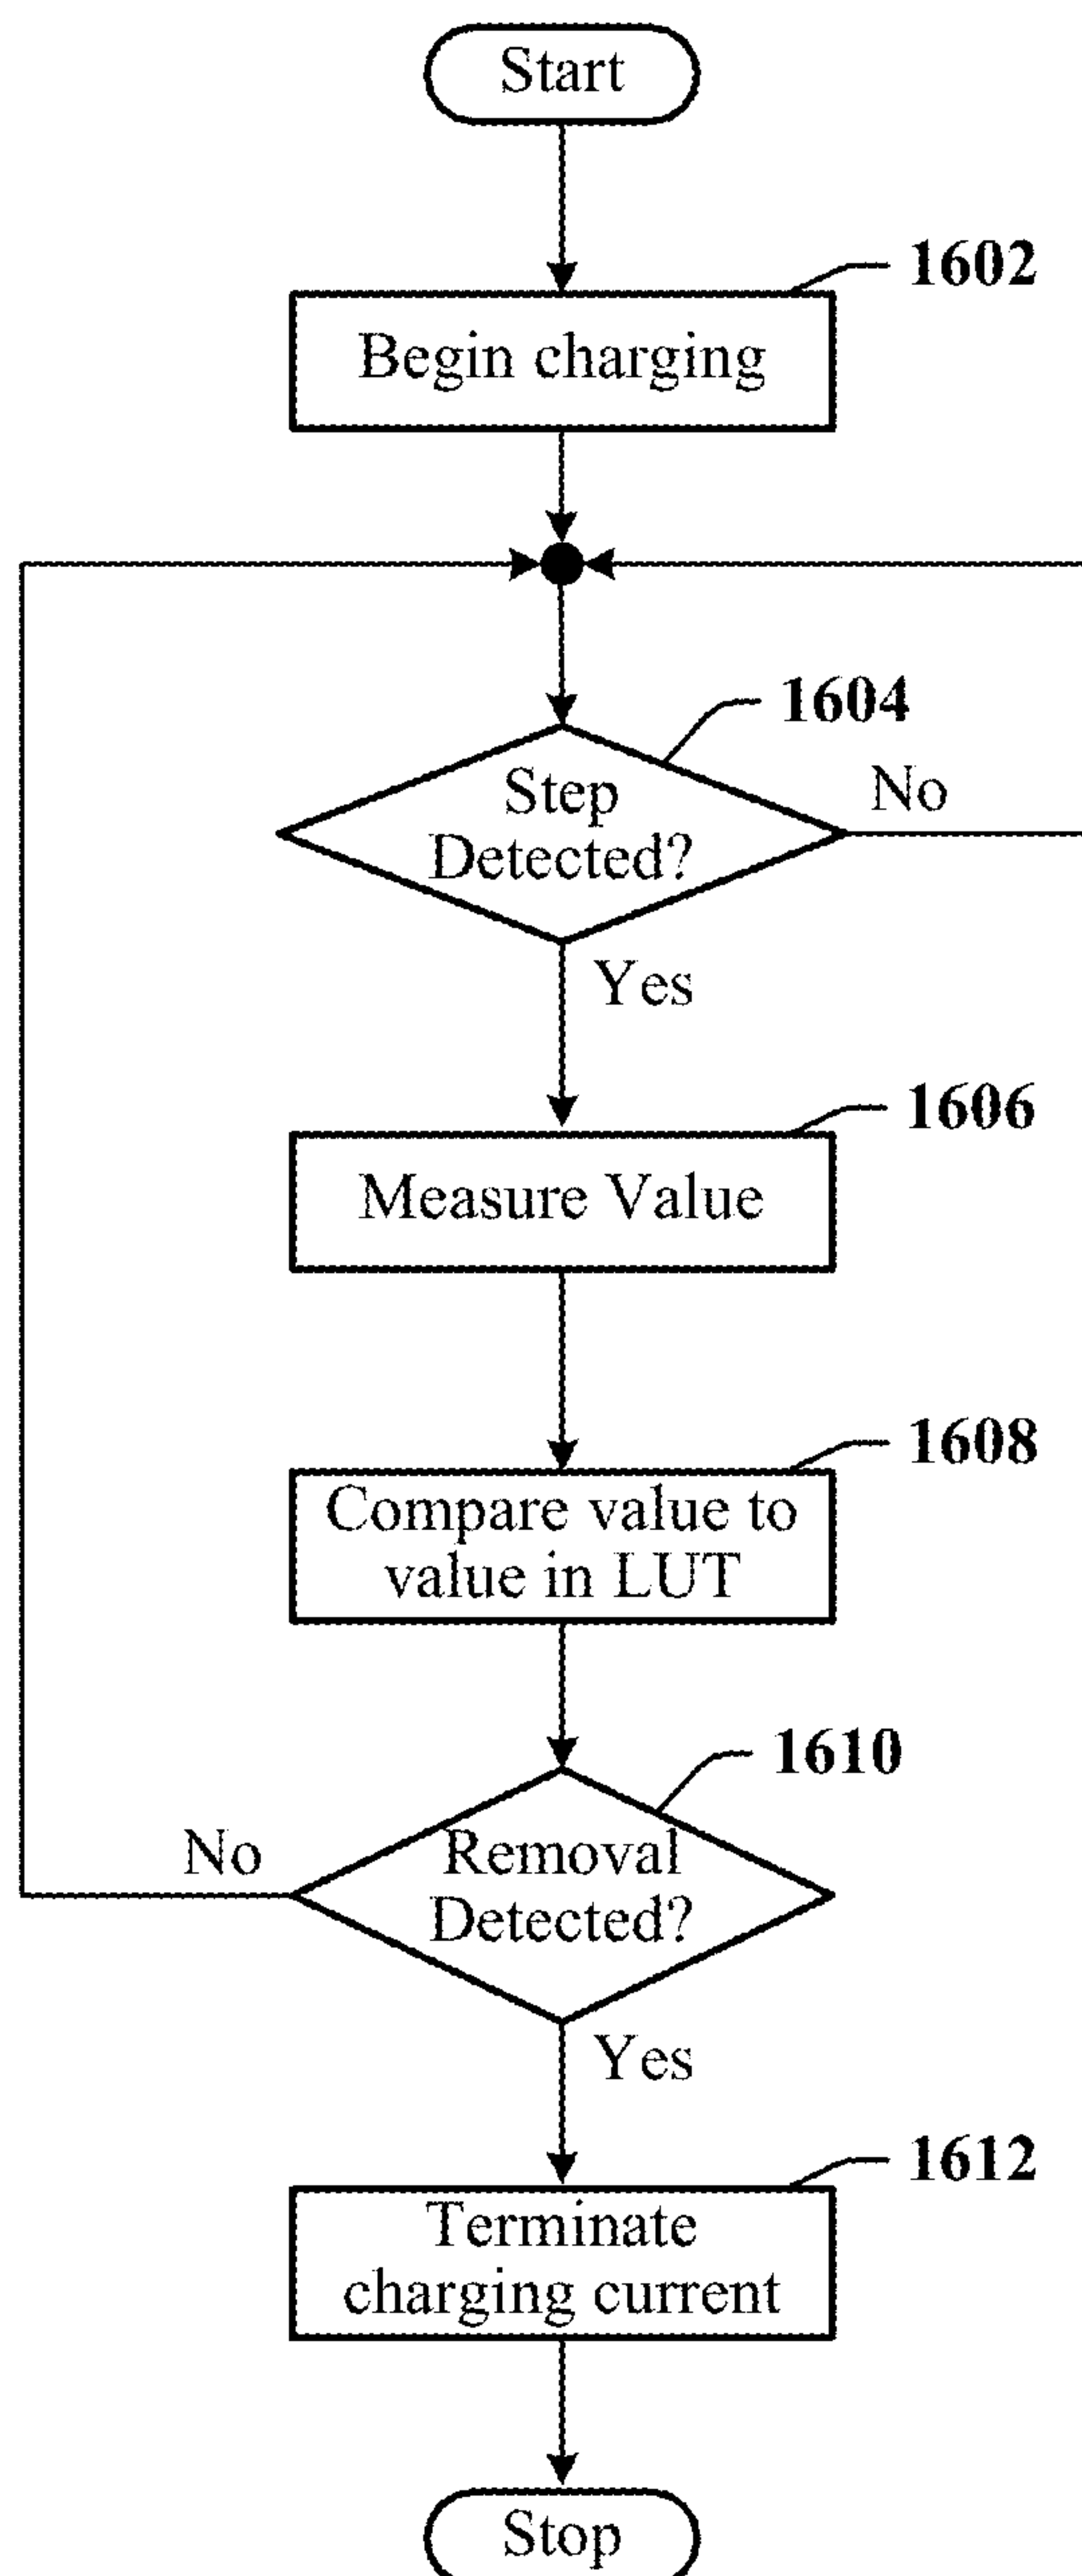 Start
1602
Begin charging
1604
Step
Detected?
No
Yes
1606
Measure Value
1608
Compare value to
value in LUT
1610
No
Removal
Detected?
Yes
1612
Terminate
charging current
Stop